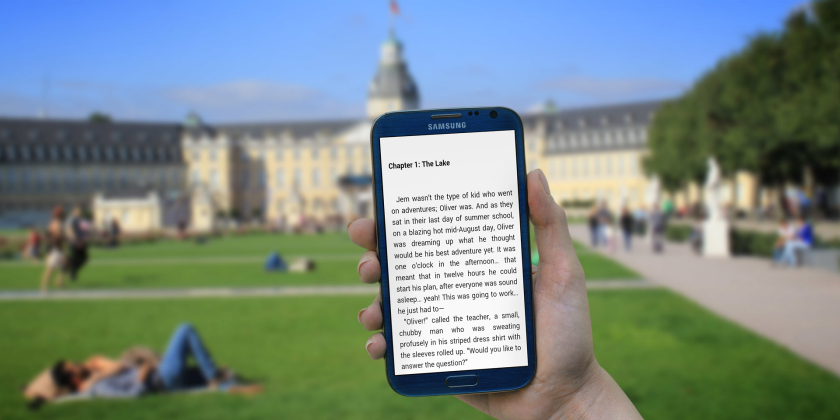 SAMSUNG
Chapter 1: The Lake
Jem wasn't the type of kid who went
on adventures; Oliver was. And as they
sat in their last day of summer school,
on a blazing hot mid-August day, Oliver
was dreaming up what he thought
would be his best adventure yet. It was
one o'clock in the afternoon... that
meant that in twelve hours he could
start his plan, after everyone was sound
asleep... yeah! This was going to work...
he just had to—
"Oliver!" called the teacher, a small,
chubby man who was sweating
profusely in his striped dress shirt with
the sleeves rolled up. "Would you like to
answer the question?"